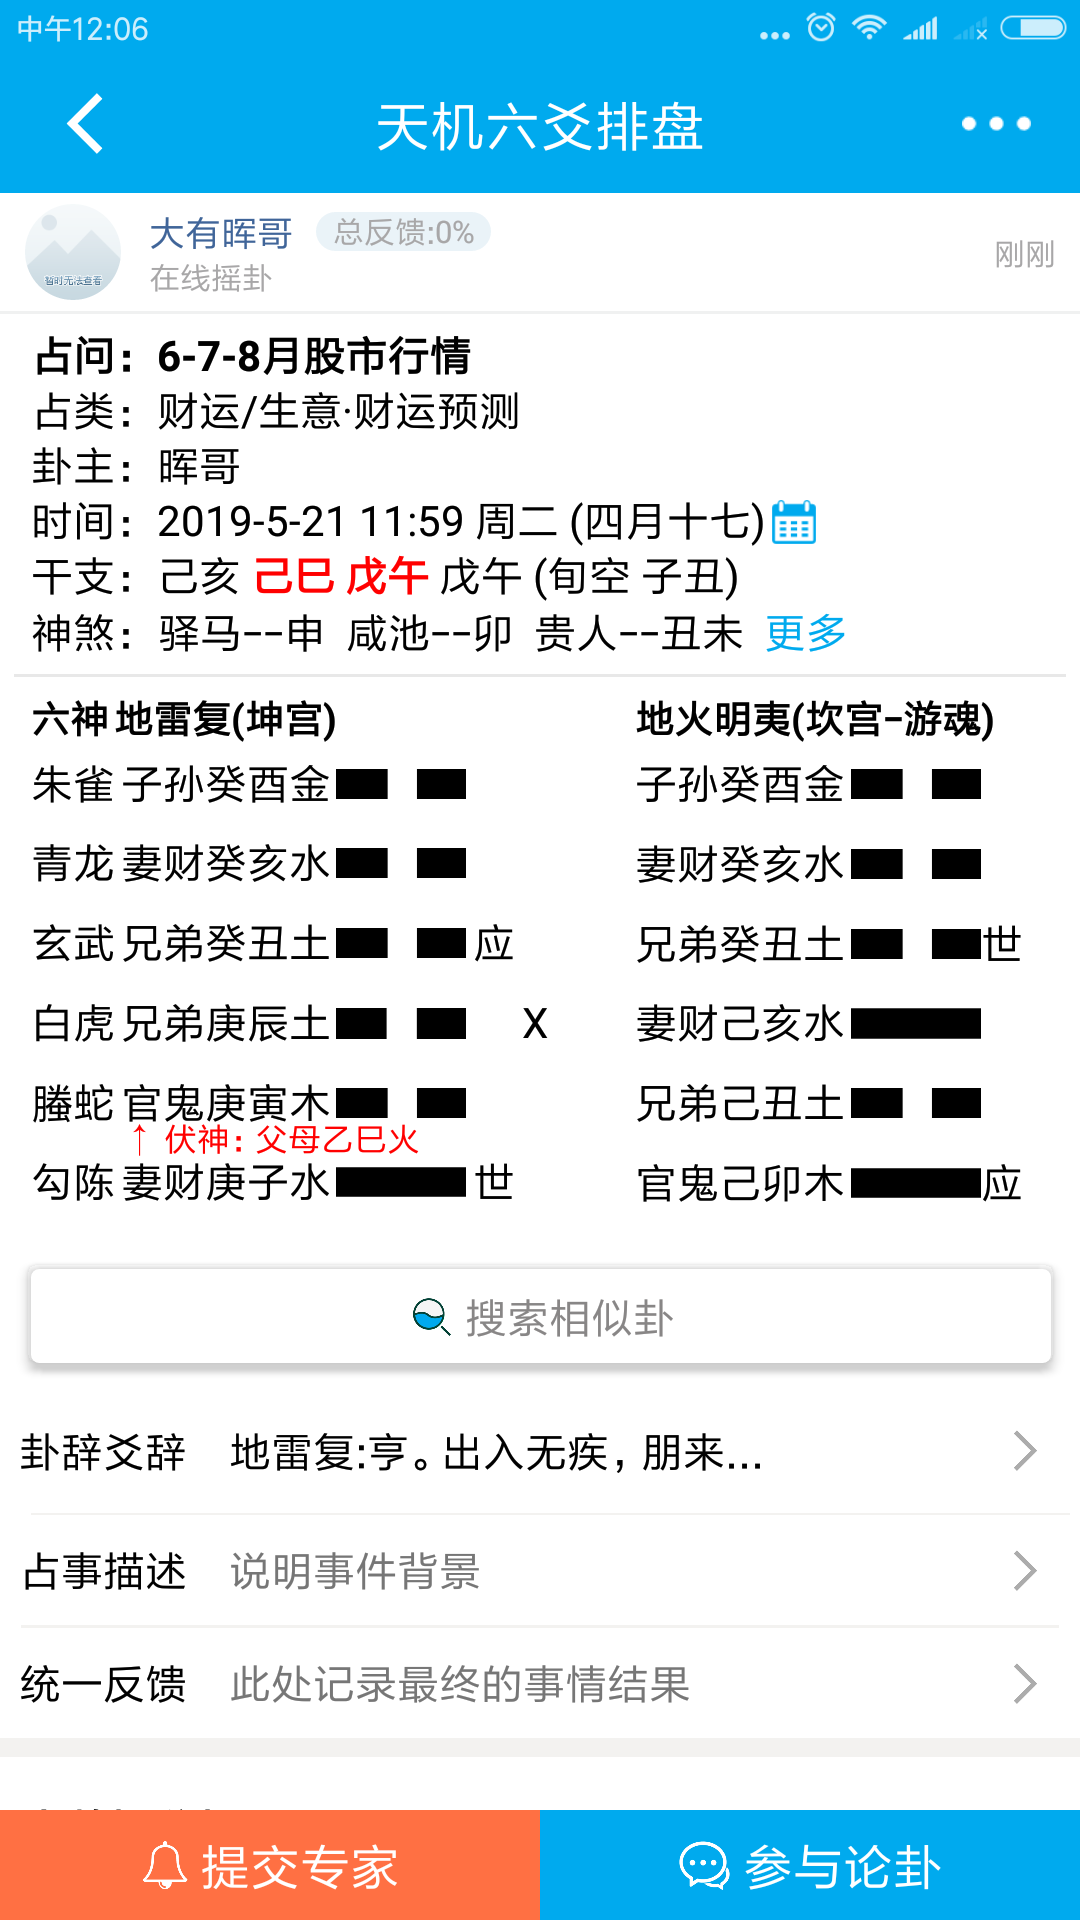 中午12:06
天机六爻排盘
大有晖哥 总反馈:0%
在线摇卦
刚刚
暂时无法查看
占问：6-7-8月股市行情
占类：财运/生意·财运预测
卦主：晖哥
时间：2019-5-21 11:59 周二 (四月十七)
干支：己亥 己巳 戊午 戊午 (旬空 子丑)
神煞：驿马--申 咸池--卯 贵人--丑未 更多
六神 地雷复(坤宫) 地火明夷(坎宫-游魂)
朱雀 子孙癸酉金 子孙癸酉金
青龙 妻财癸亥水 妻财癸亥水
玄武 兄弟癸丑土 应 兄弟癸丑土 世
白虎 兄弟庚辰土 X 妻财己亥水
螣蛇 官鬼庚寅木 兄弟己丑土
↑ 伏神：父母乙巳火
勾陈 妻财庚子水 世 官鬼己卯木 应
搜索相似卦
卦辞爻辞 地雷复:亨。出入无疾，朋来...
占事描述 说明事件背景
统一反馈 此处记录最终的事情结果
提交专家 参与论卦